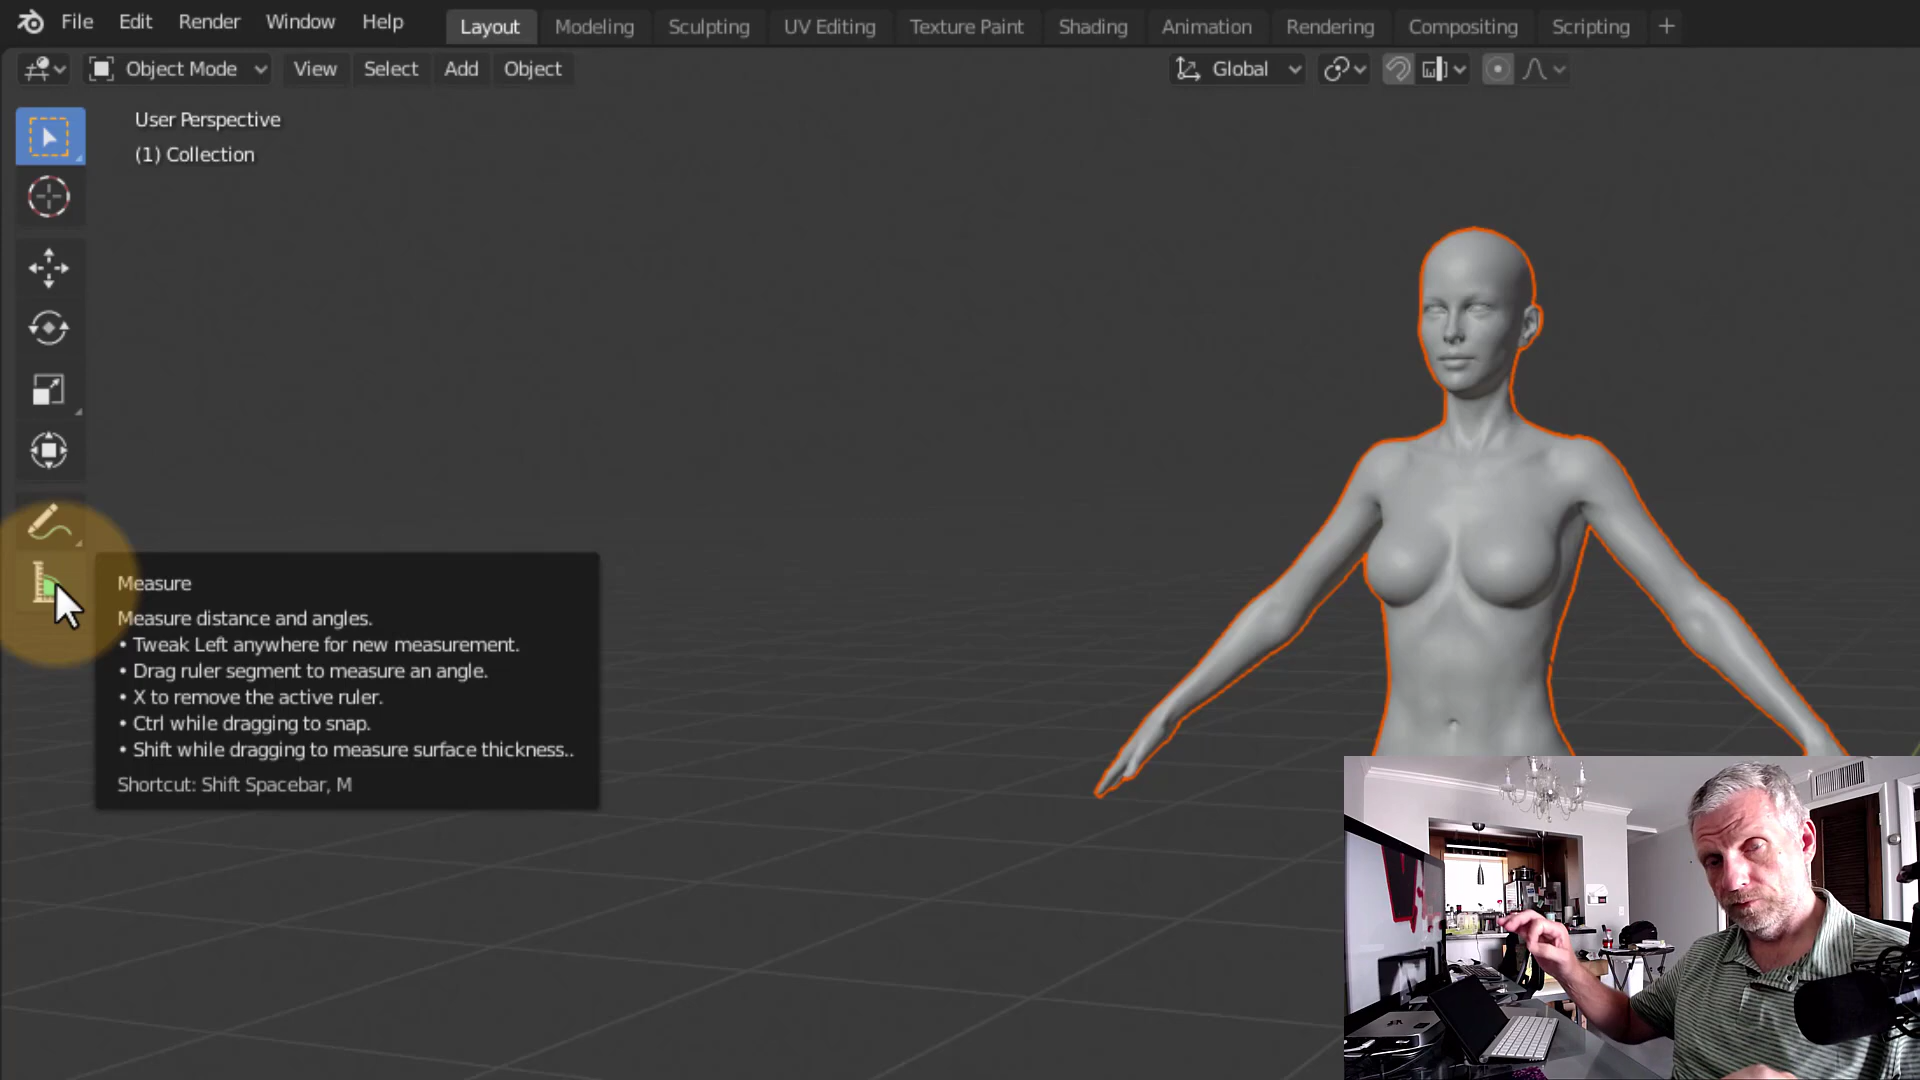 File Edit Render Window Help Layout Modeling Sculpting UV Editing Texture Paint Shading Animation Rendering Compositing Scripting +
Object Mode View Select Add Object Global
User Perspective
(1) Collection
Measure
Measure distance and angles.
• Tweak Left anywhere for new measurement.
• Drag ruler segment to measure an angle.
• X to remove the active ruler.
• Ctrl while dragging to snap.
• Shift while dragging to measure surface thickness..
Shortcut: Shift Spacebar, M